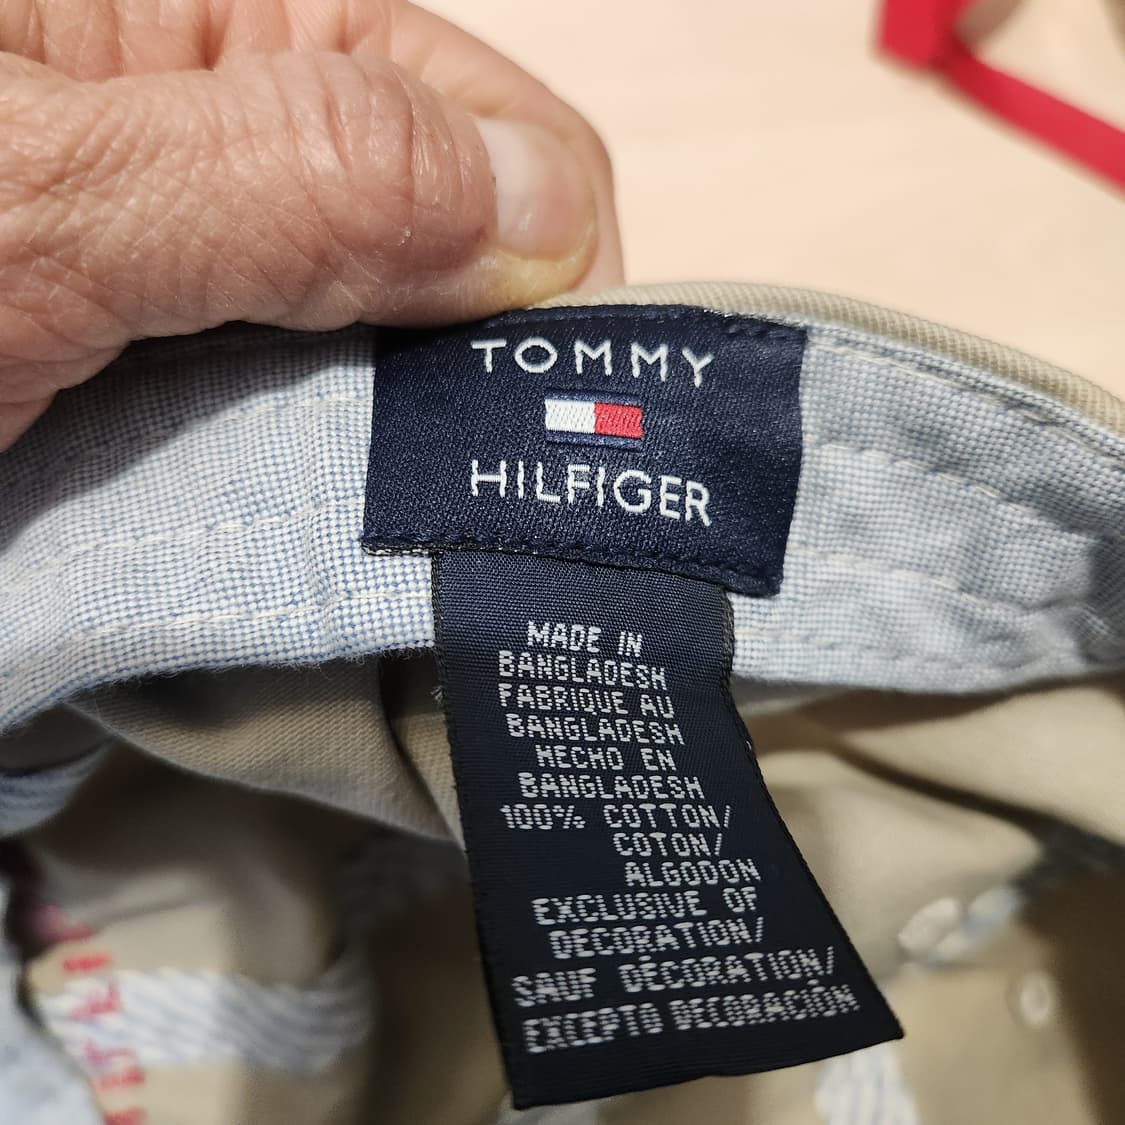 TOMMY
HILFIGER
MADE IN
BANGLADESH
FABRIQUE AU
BANGLADESH
HECHO EN
BANGLADESH
100% COTTON/
COTON/
ALGODON
EXCLUSIVE OF
DECORATION/
SAUF DÉCORATION/
EXCEPTO DECORACIÓN